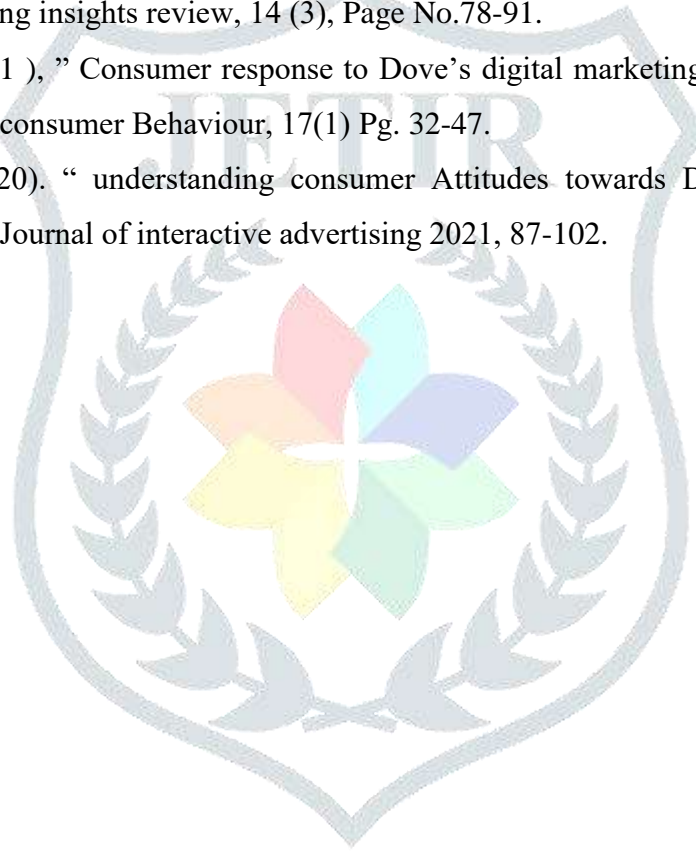 ng insights review, 14 (3), Page No.78-91.
1 ), ” Consumer response to Dove’s digital marketing
consumer Behaviour, 17(1) Pg. 32-47.
20). “ understanding consumer Attitudes towards D
Journal of interactive advertising 2021, 87-102.
JETIR